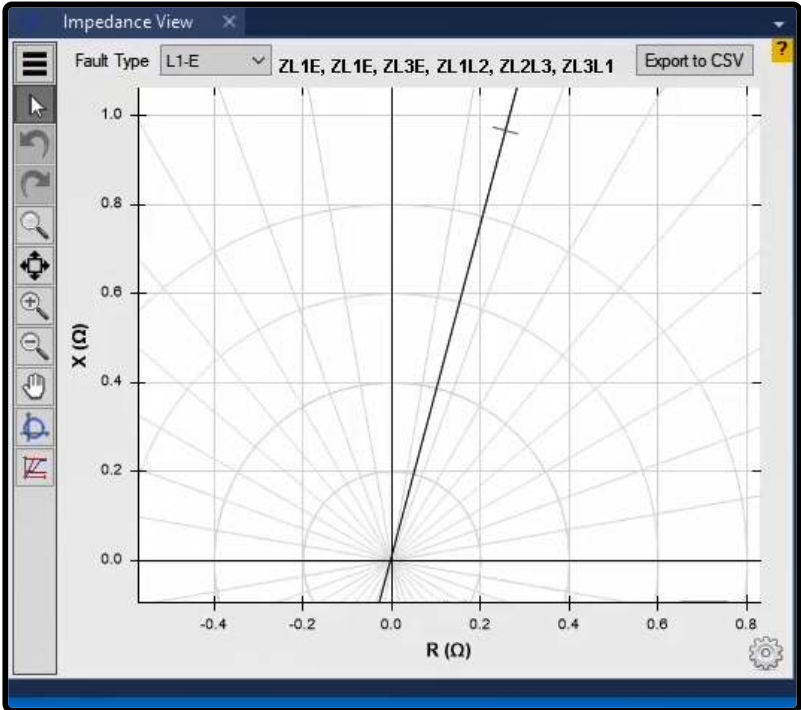 Impedance View ×
?
Fault Type L1-E ZL1E, ZL1E, ZL3E, ZL1L2, ZL2L3, ZL3L1 Export to CSV
1.0
0.8
0.6
0.4
0.2
0.0
X (Ω)
-0.4 -0.2 0.0 0.2 0.4 0.6 0.8
R (Ω)